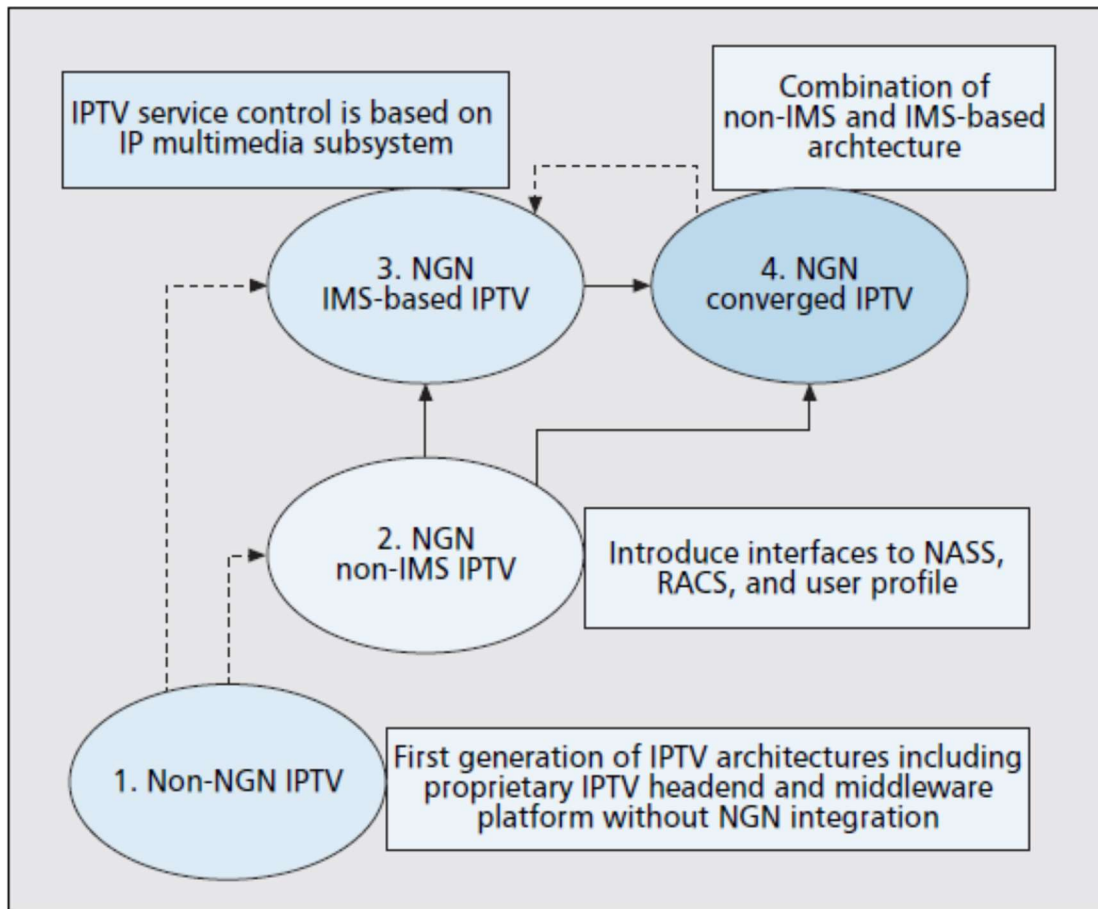 IPTV service control is based on
IP multimedia subsystem
Combination of
non-IMS and IMS-based
archtecture
3. NGN
IMS-based IPTV
4. NGN
converged IPTV
2. NGN
non-IMS IPTV
Introduce interfaces to NASS,
RACS, and user profile
1. Non-NGN IPTV
First generation of IPTV architectures including
proprietary IPTV headend and middleware
platform without NGN integration